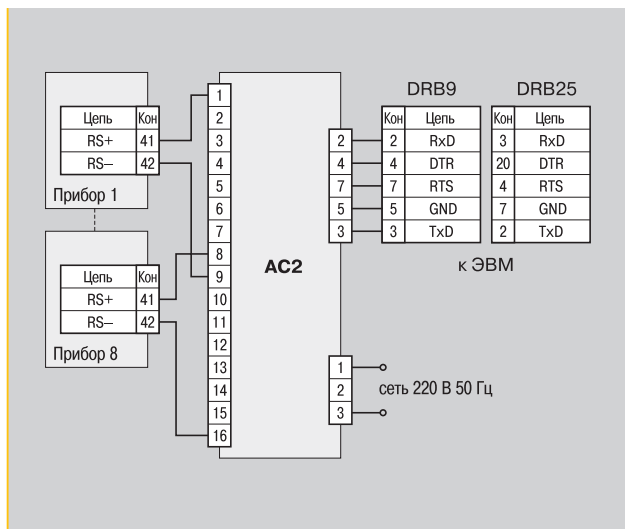 DRB9
DRB25
Цепь Кон
RS+ 41
RS– 42
Прибор 1
Цепь Кон
RS+ 41
RS– 42
Прибор 8
1
2
3
4
5
6
7
8
9
10
11
12
13
14
15
16
АС2
2
4
7
5
3
Кон Цепь
2 RxD
4 DTR
7 RTS
5 GND
3 TxD
Кон Цепь
3 RxD
20 DTR
4 RTS
7 GND
2 TxD
к ЭВМ
1
2
3
сеть 220 В 50 Гц